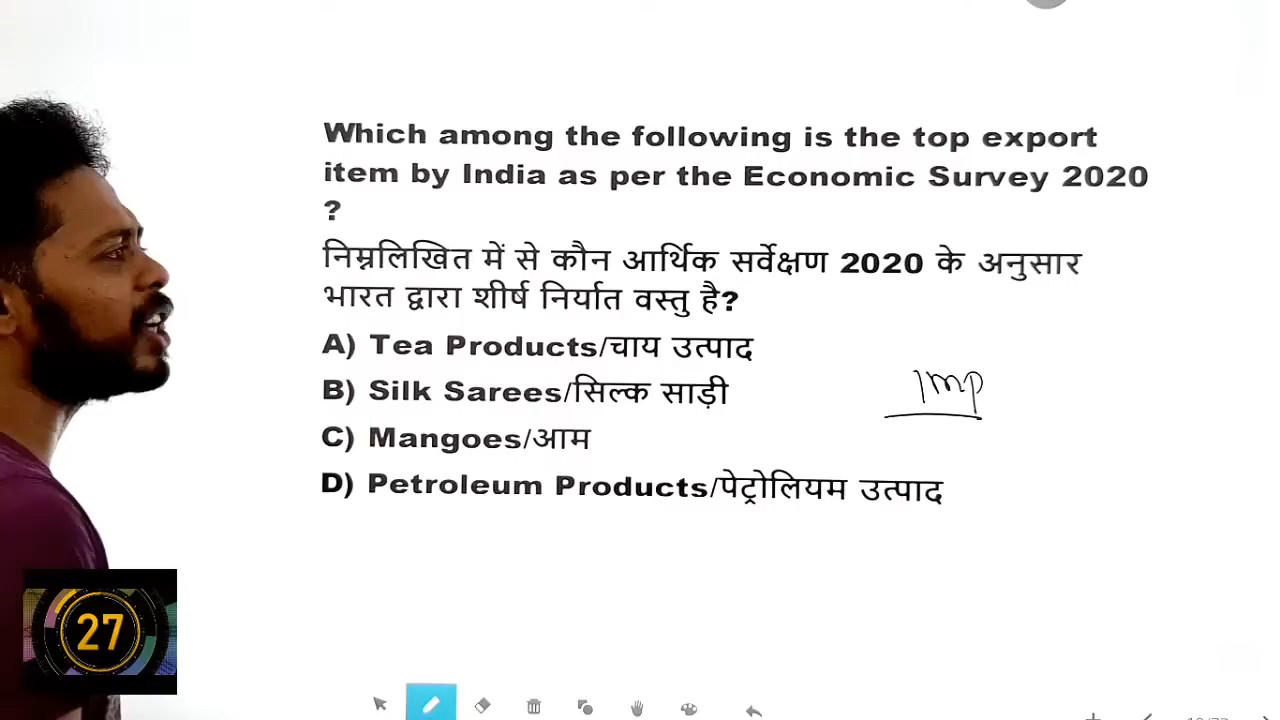 Which among the following is the top export
item by India as per the Economic Survey 2020
?
निम्नलिखित में से कौन आर्थिक सर्वेक्षण 2020 के अनुसार
भारत द्वारा शीर्ष निर्यात वस्तु है?
A) Tea Products/चाय उत्पाद
B) Silk Sarees/सिल्क साड़ी
IMP
C) Mangoes/आम
D) Petroleum Products/पेट्रोलियम उत्पाद
27